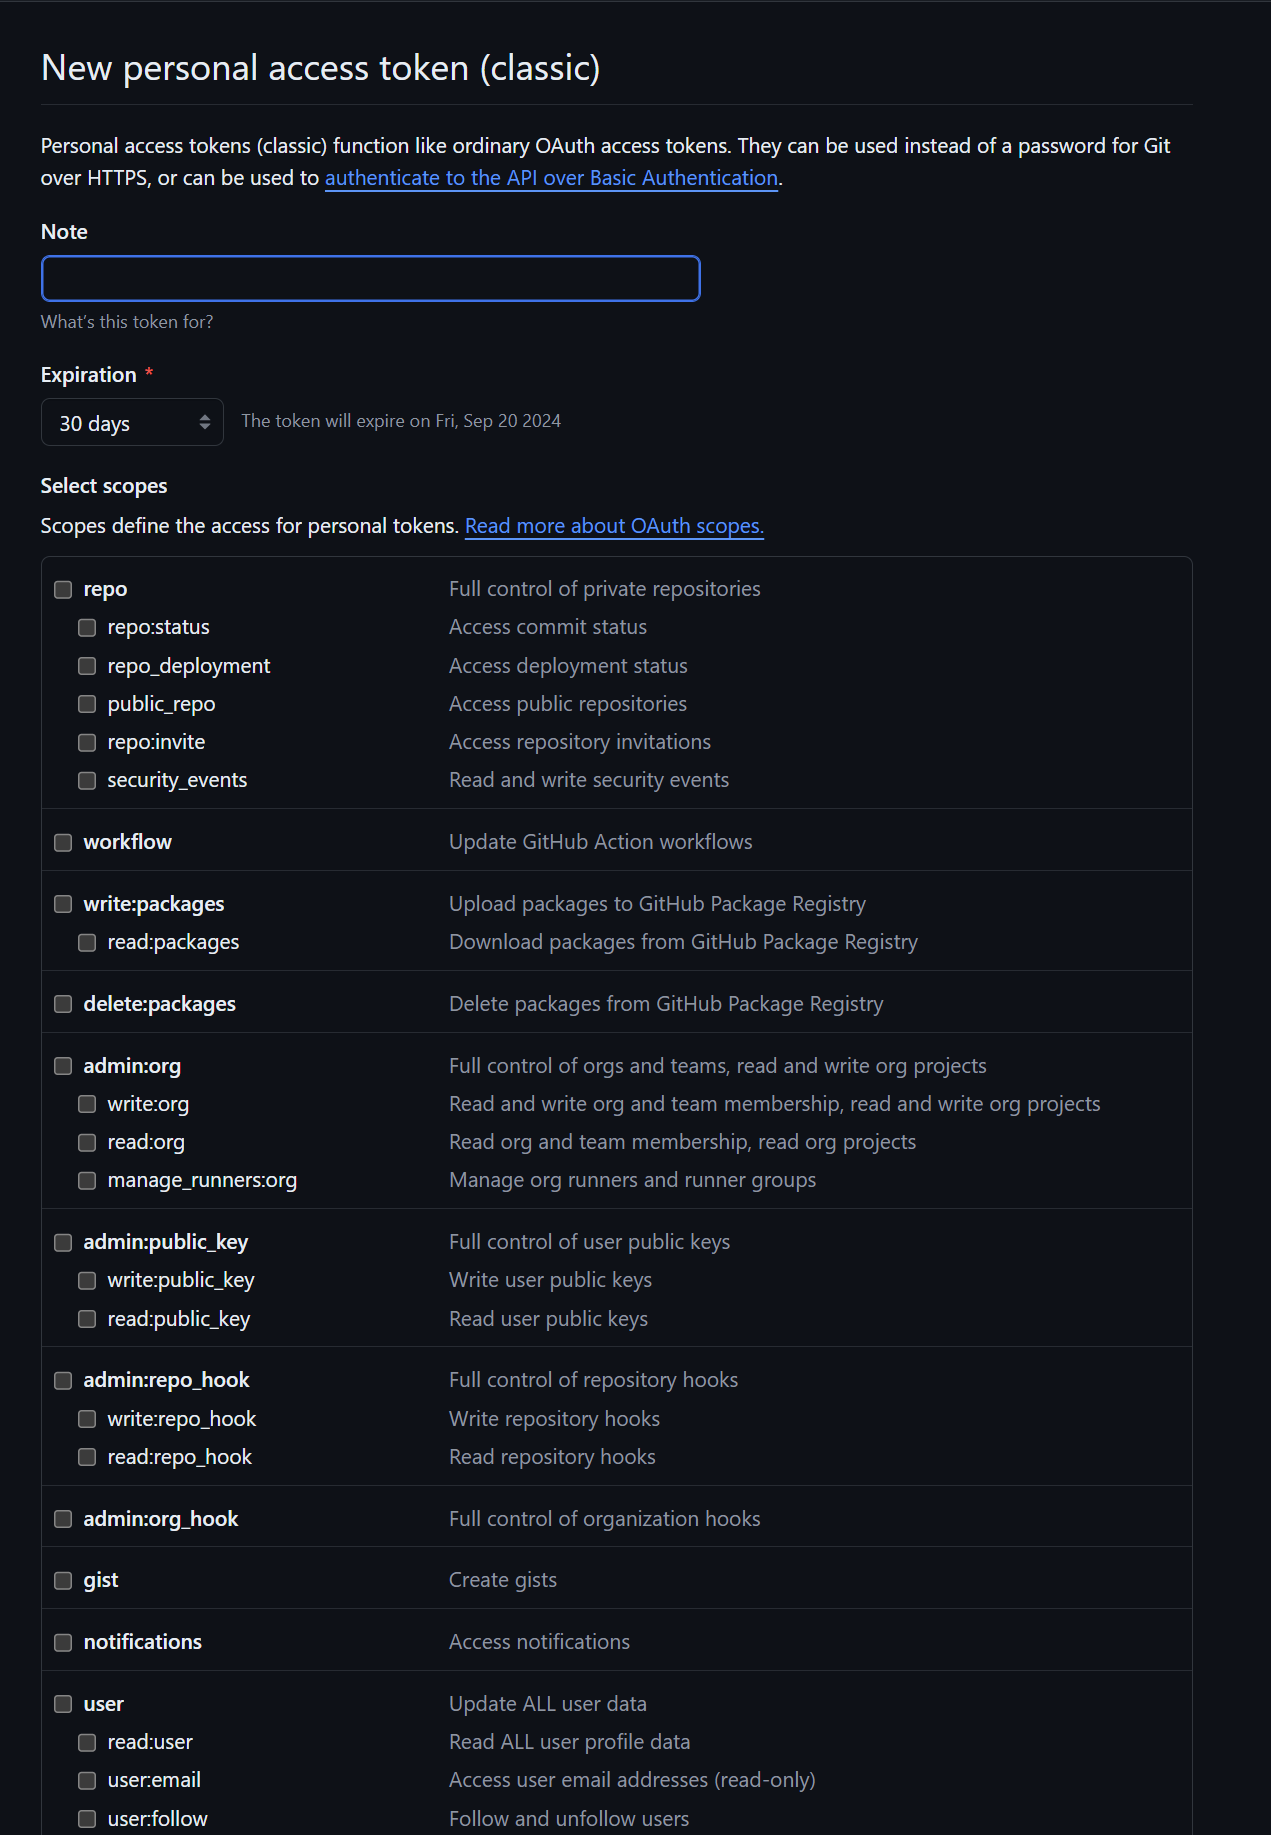 New personal access token (classic)
Personal access tokens (classic) function like ordinary OAuth access tokens. They can be used instead of a password for Git
over HTTPS, or can be used to authenticate to the API over Basic Authentication.
Note
What's this token for?
Expiration *
30 days The token will expire on Fri, Sep 20 2024
Select scopes
Scopes define the access for personal tokens. Read more about OAuth scopes.
repo Full control of private repositories
repo:status Access commit status
repo_deployment Access deployment status
public_repo Access public repositories
repo:invite Access repository invitations
security_events Read and write security events
workflow Update GitHub Action workflows
write:packages Upload packages to GitHub Package Registry
read:packages Download packages from GitHub Package Registry
delete:packages Delete packages from GitHub Package Registry
admin:org Full control of orgs and teams, read and write org projects
write:org Read and write org and team membership, read and write org projects
read:org Read org and team membership, read org projects
manage_runners:org Manage org runners and runner groups
admin:public_key Full control of user public keys
write:public_key Write user public keys
read:public_key Read user public keys
admin:repo_hook Full control of repository hooks
write:repo_hook Write repository hooks
read:repo_hook Read repository hooks
admin:org_hook Full control of organization hooks
gist Create gists
notifications Access notifications
user Update ALL user data
read:user Read ALL user profile data
user:email Access user email addresses (read-only)
user:follow Follow and unfollow users